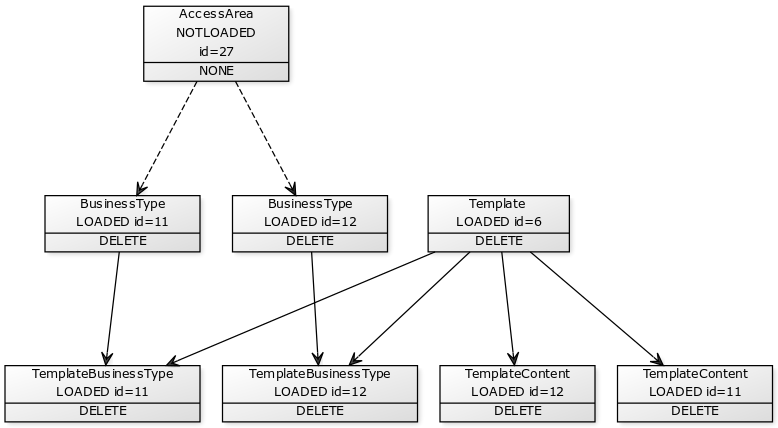 AccessArea
NOTLOADED
id=27
NONE
BusinessType
LOADED id=11
DELETE
BusinessType
LOADED id=12
DELETE
Template
LOADED id=6
DELETE
TemplateBusinessType
LOADED id=11
DELETE
TemplateBusinessType
LOADED id=12
DELETE
TemplateContent
LOADED id=12
DELETE
TemplateContent
LOADED id=11
DELETE